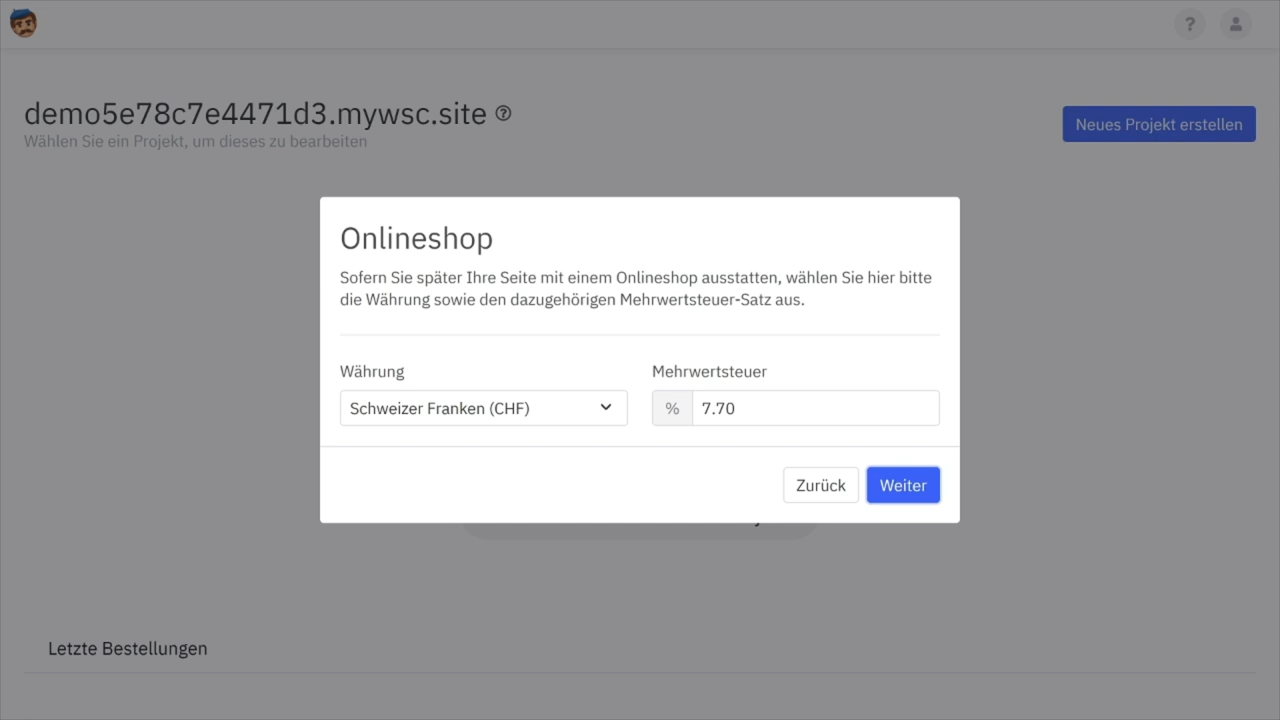 ?
demo5e78c7e4471d3.mywsc.site ?
Wählen Sie ein Projekt, um dieses zu bearbeiten
Neues Projekt erstellen
Onlineshop
Sofern Sie später Ihre Seite mit einem Onlineshop ausstatten, wählen Sie hier bitte
die Währung sowie den dazugehörigen Mehrwertsteuer-Satz aus.
Währung
Mehrwertsteuer
Schweizer Franken (CHF)
% 7.70
Zurück
Weiter
Letzte Bestellungen